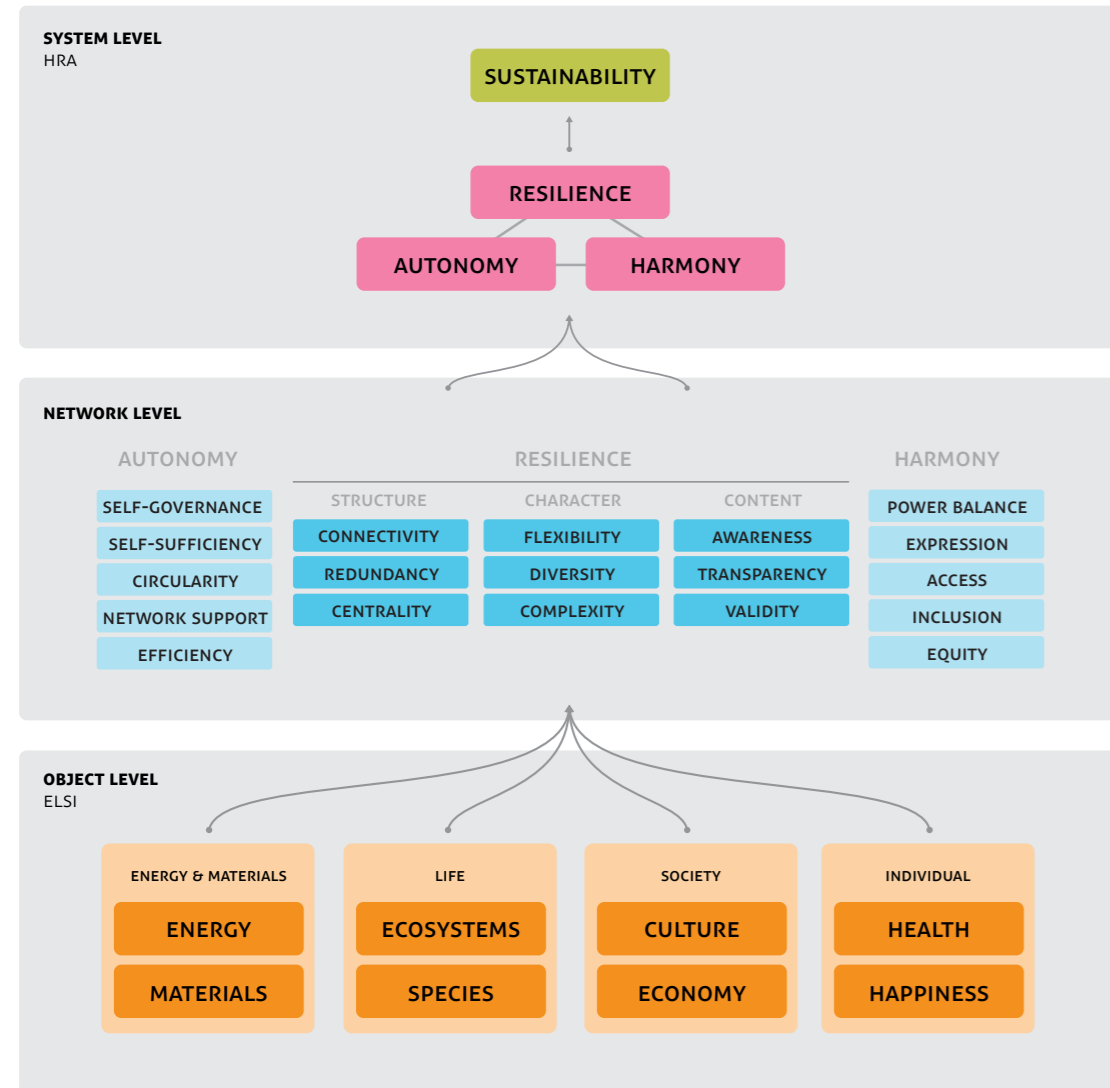 SYSTEM LEVEL
HRA
SUSTAINABILITY
RESILIENCE
AUTONOMY
HARMONY
NETWORK LEVEL
AUTONOMY
SELF-GOVERNANCE
SELF-SUFFICIENCY
CIRCULARITY
NETWORK SUPPORT
EFFICIENCY
RESILIENCE
STRUCTURE
CONNECTIVITY
REDUNDANCY
CENTRALITY
CHARACTER
FLEXIBILITY
DIVERSITY
COMPLEXITY
CONTENT
AWARENESS
TRANSPARENCY
VALIDITY
HARMONY
POWER BALANCE
EXPRESSION
ACCESS
INCLUSION
EQUITY
OBJECT LEVEL
ELSI
ENERGY & MATERIALS
ENERGY
MATERIALS
LIFE
ECOSYSTEMS
SPECIES
SOCIETY
CULTURE
ECONOMY
INDIVIDUAL
HEALTH
HAPPINESS